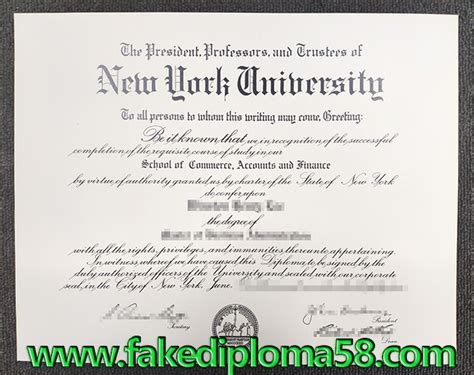 The President, Professors, and Trustees of
New York University
To all persons to whom this writing may come, Greeting:
Be it known that, we, in recognition of the successful
completion of the requisite course of study in our
School of Commerce, Accounts and Finance
by virtue of authority granted us by charter of the State of New York
do confer upon
the degree of
with all the rights, privileges, and immunities thereunto appertaining.
In witness whereof we have caused this Diploma to be signed by the
duly authorized officers of the University and sealed with our corporate
seal, in the City of New York, June.
Secretary
President
Dean
www.fakediploma58.com